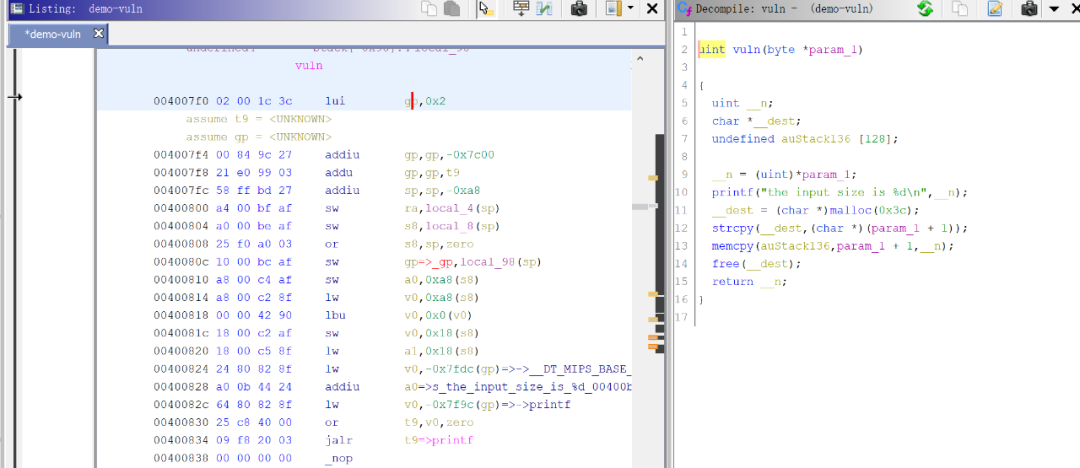 Listing: demo-vuln
*demo-vuln
vuln
004007f0 02 00 1c 3c lui gp,0x2
assume t9 = <UNKNOWN>
assume gp = <UNKNOWN>
004007f4 00 84 9c 27 addiu gp,gp,-0x7c00
004007f8 21 e0 99 03 addu gp,gp,t9
004007fc 58 ff bd 27 addiu sp,sp,-0xa8
00400800 a4 00 bf af sw ra,local_4(sp)
00400804 a0 00 be af sw s8,local_8(sp)
00400808 25 f0 a0 03 or s8,sp,zero
0040080c 10 00 bc af sw gp=>_gp,local_98(sp)
00400810 a8 00 c4 af sw a0,0xa8(s8)
00400814 a8 00 c2 8f lw v0,0xa8(s8)
00400818 00 00 42 90 lbu v0,0x0(v0)
0040081c 18 00 c2 af sw v0,0x18(s8)
00400820 18 00 c5 8f lw a1,0x18(s8)
00400824 24 80 82 8f lw v0,-0x7fdc(gp)=>->__DT_MIPS_BASE_
00400828 a0 0b 44 24 addiu a0=>s_the_input_size_is_%d_00400b
0040082c 64 80 82 8f lw v0,-0x7f9c(gp)=>->printf
00400830 25 c8 40 00 or t9,v0,zero
00400834 09 f8 20 03 jalr t9=>printf
00400838 00 00 00 00 _nop
Decompile: vuln - (demo-vuln)
1
2 uint vuln(byte *param_1)
3
4 {
5 uint __n;
6 char *__dest;
7 undefined auStack136 [128];
8
9 __n = (uint)*param_1;
10 printf("the input size is %d\n",__n);
11 __dest = (char *)malloc(0x3c);
12 strcpy(__dest,(char *)(param_1 + 1));
13 memcpy(auStack136,param_1 + 1,__n);
14 free(__dest);
15 return __n;
16 }
17